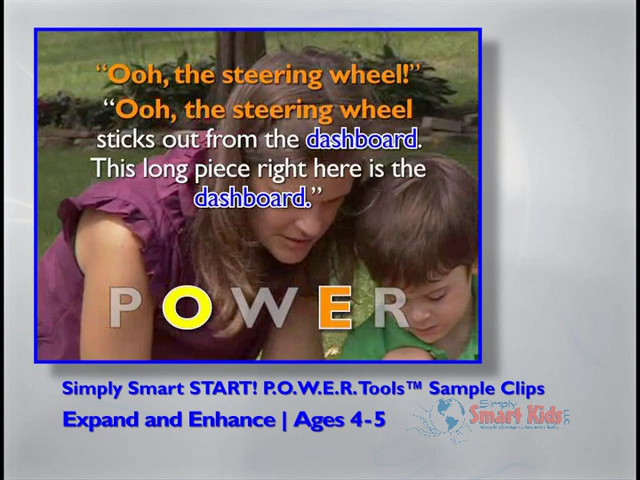 “Ooh, the steering wheel!”
“Ooh, the steering wheel
sticks out from the dashboard.
This long piece right here is the
dashboard.”
POWER
Simply Smart START! P.O.W.E.R.Tools™ Sample Clips
Expand and Enhance | Ages 4-5
Simply
Smart Kids LLC